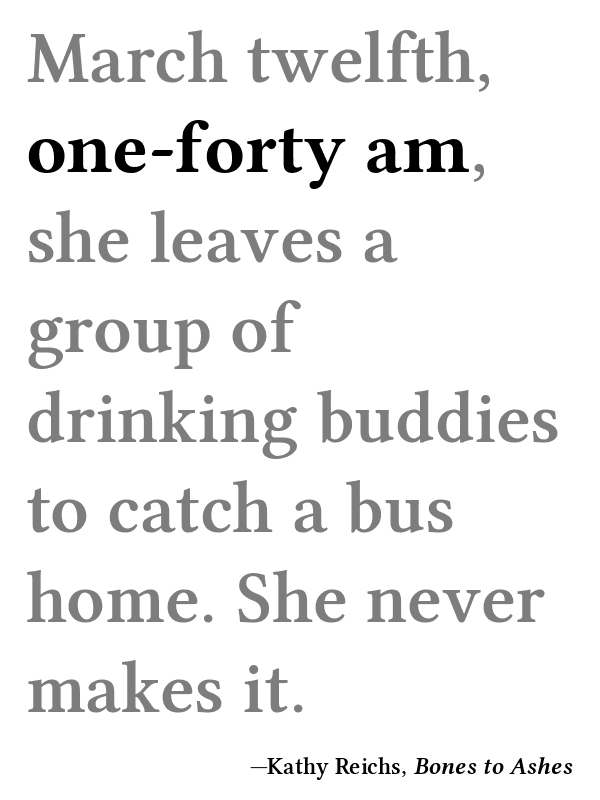 March twelfth,
one-forty am,
she leaves a
group of
drinking buddies
to catch a bus
home. She never
makes it.
—Kathy Reichs, Bones to Ashes